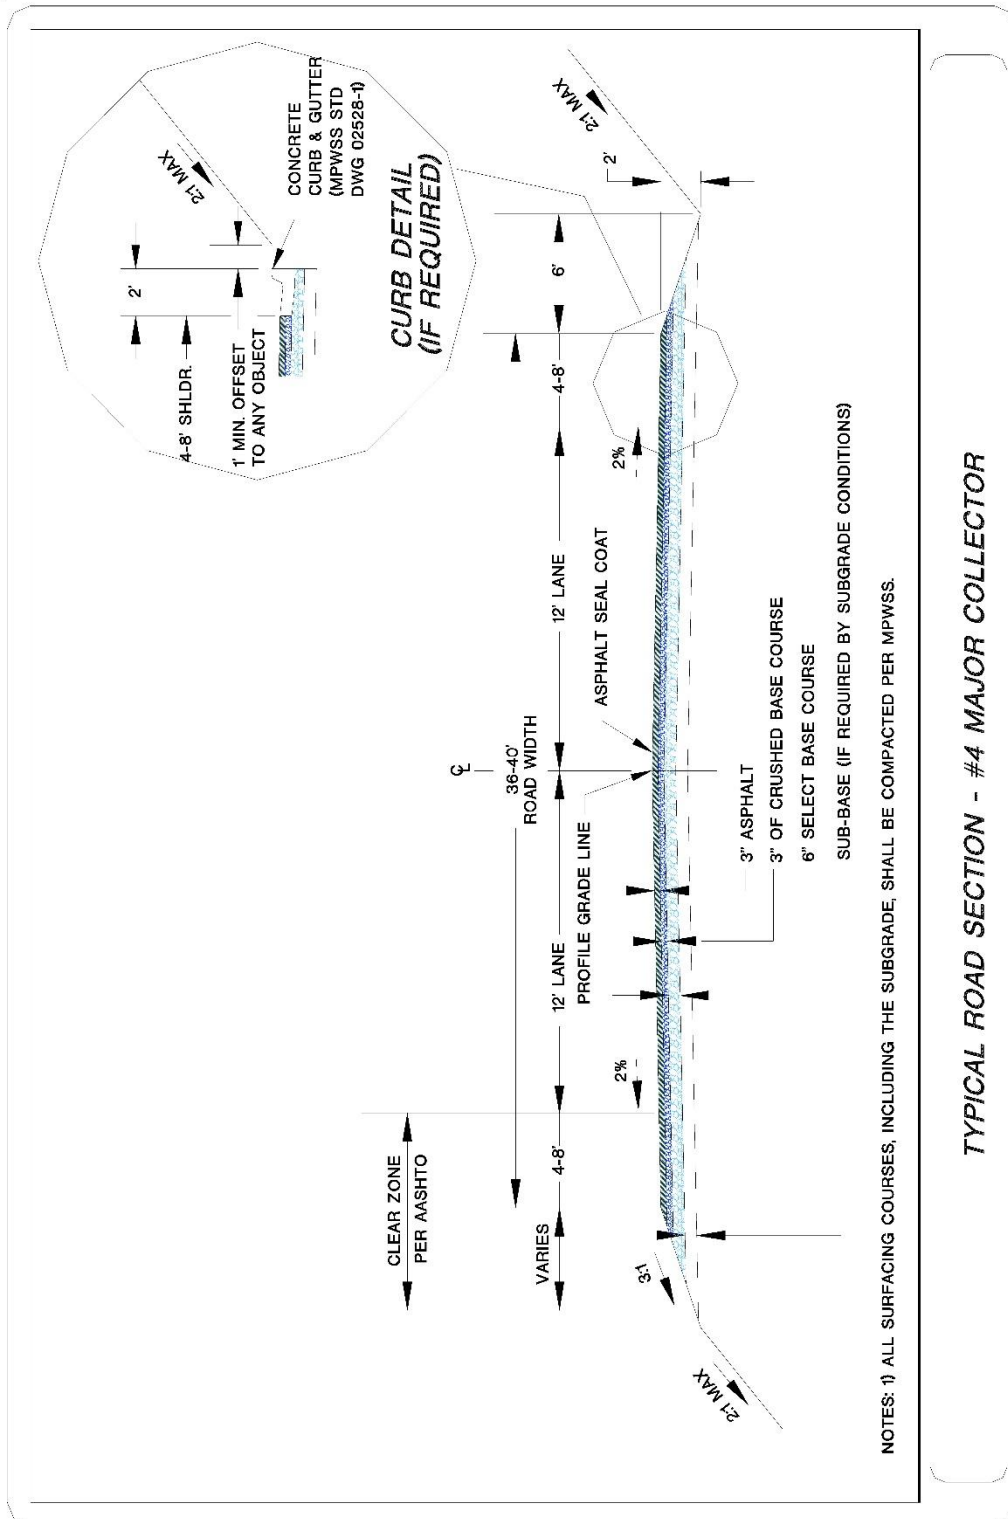 2'
4-8' SHLDR.
1' MIN. OFFSET
TO ANY OBJECT
2:1 MAX
CONCRETE
CURB & GUTTER
(MPWSS STD
DWG 02528-1)
CURB DETAIL
(IF REQUIRED)
CLEAR ZONE
PER AASHTO
℄
36-40'
ROAD WIDTH
VARIES
4-8'
12' LANE
12' LANE
4-8'
6'
2'
2:1 MAX
PROFILE GRADE LINE
ASPHALT SEAL COAT
2%
2%
3:1
2:1 MAX
3" ASPHALT
3" OF CRUSHED BASE COURSE
6" SELECT BASE COURSE
SUB-BASE (IF REQUIRED BY SUBGRADE CONDITIONS)
NOTES: 1) ALL SURFACING COURSES, INCLUDING THE SUBGRADE, SHALL BE COMPACTED PER MPWSS.
TYPICAL ROAD SECTION - #4 MAJOR COLLECTOR